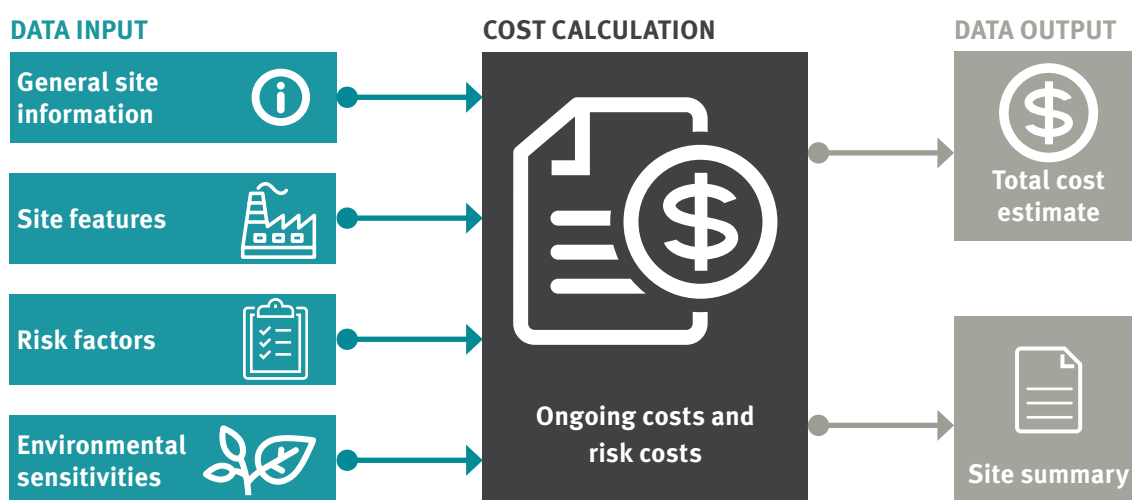 DATA INPUT
General site
information
Site features
Risk factors
Environmental
sensitivities
COST CALCULATION
$
Ongoing costs and
risk costs
DATA OUTPUT
$
Total cost
estimate
Site summary